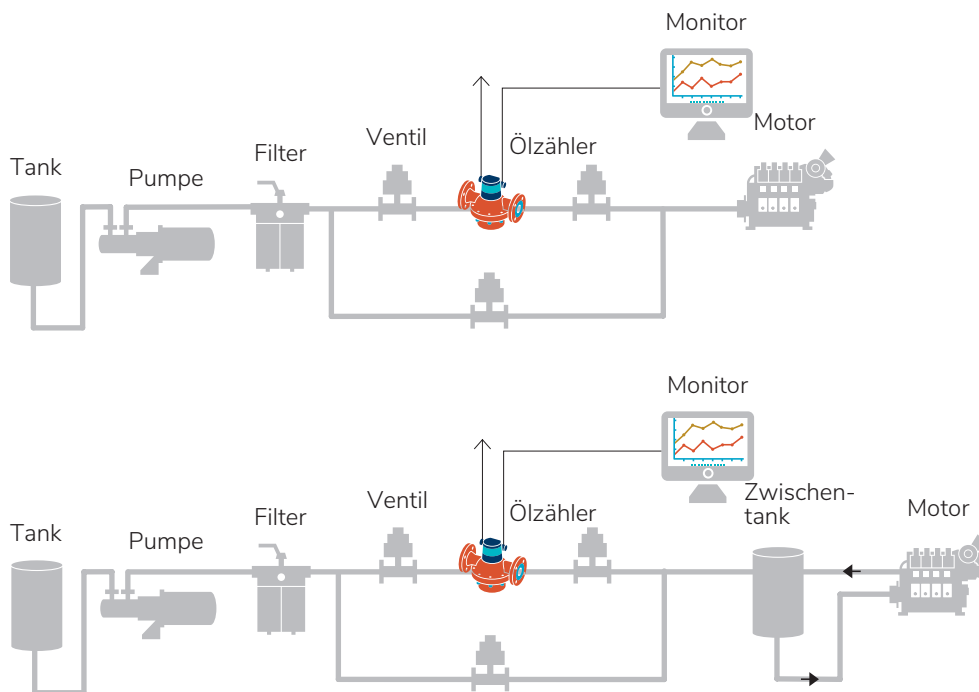 Monitor
Motor
Ventil
Ölzähler
Filter
Tank
Pumpe
Monitor
Zwischen-
tank
Motor
Ventil
Ölzähler
Filter
Tank
Pumpe